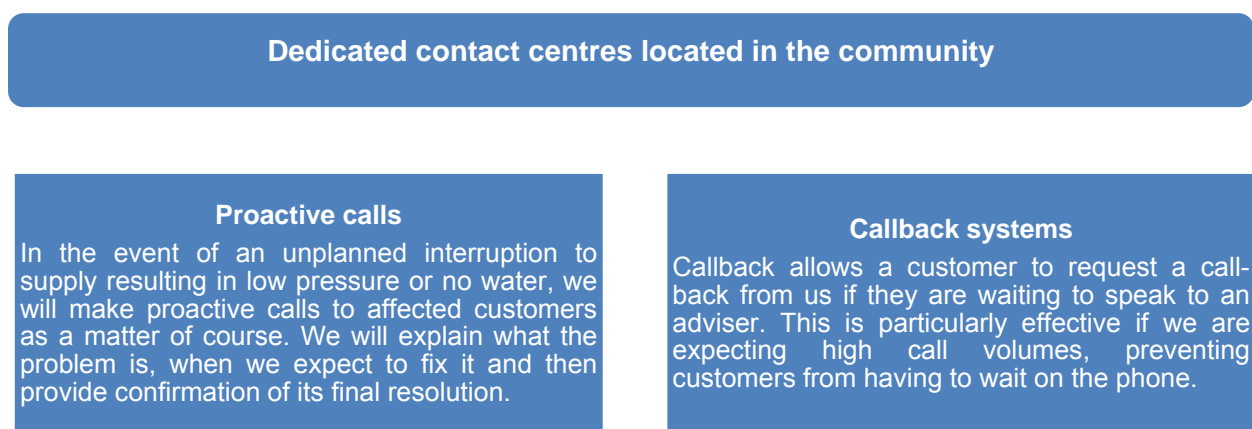 Dedicated contact centres located in the community
Proactive calls
In the event of an unplanned interruption to
supply resulting in low pressure or no water, we
will make proactive calls to affected customers
as a matter of course. We will explain what the
problem is, when we expect to fix it and then
provide confirmation of its final resolution.
Callback systems
Callback allows a customer to request a call-
back from us if they are waiting to speak to an
adviser. This is particularly effective if we are
expecting high call volumes, preventing
customers from having to wait on the phone.